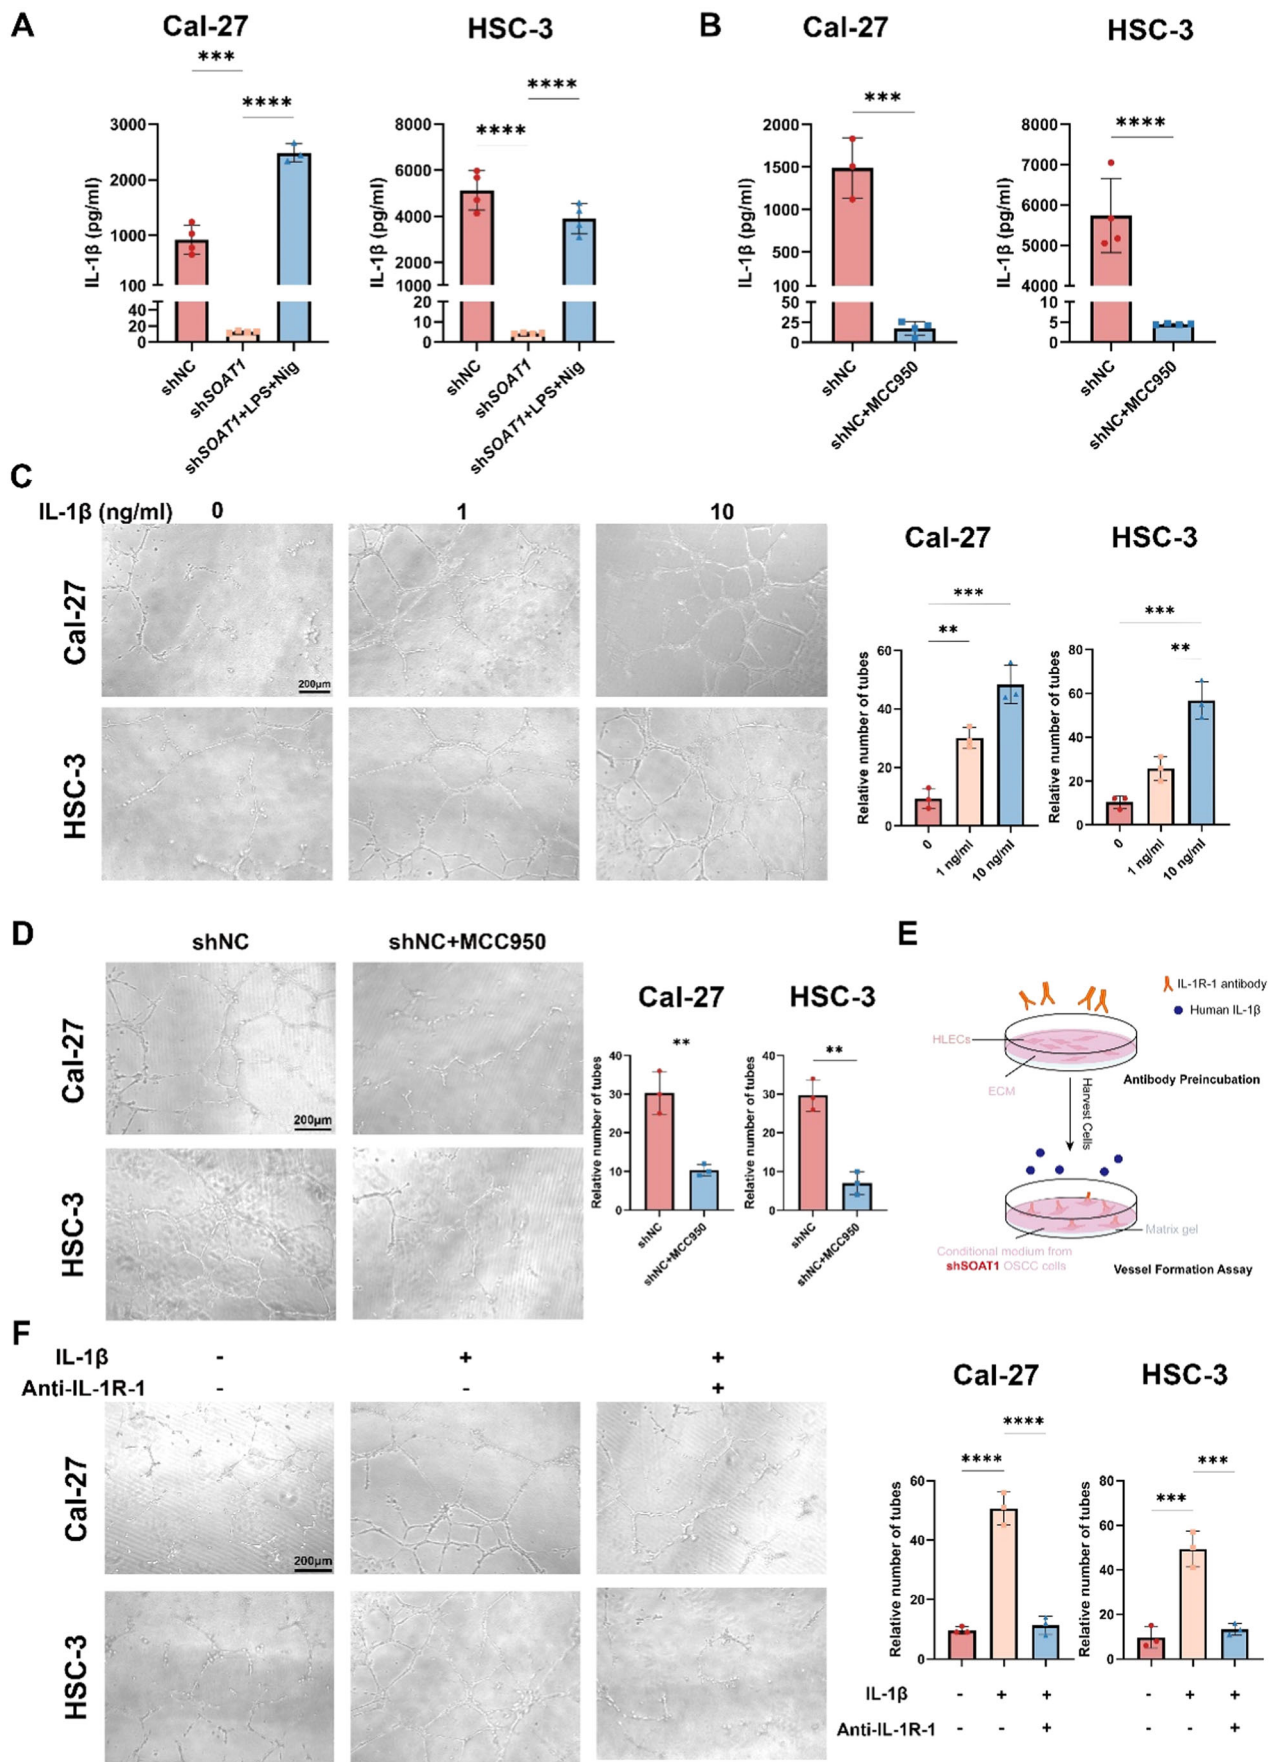 A
Cal-27
HSC-3
***
****
****
****
IL-1β (pg/ml)
3000
2000
1000
100
40
20
0
shNC
shSOAT1
shSOAT1+LPS+Nig
IL-1β (pg/ml)
8000
6000
4000
2000
1000
20
10
0
shNC
shSOAT1
shSOAT1+LPS+Nig
B
Cal-27
HSC-3
***
****
IL-1β (pg/ml)
2000
1500
1000
500
100
50
25
0
shNC
shNC+MCC950
IL-1β (pg/ml)
8000
7000
6000
5000
4000
10
5
0
shNC
shNC+MCC950
C
IL-1β (ng/ml) 0 1 10
Cal-27
200μm
HSC-3
Cal-27
HSC-3
***
**
***
**
Relative number of tubes
60
40
20
0
0
1 ng/ml
10 ng/ml
Relative number of tubes
80
60
40
20
0
0
1 ng/ml
10 ng/ml
D
shNC shNC+MCC950
Cal-27
200μm
HSC-3
Cal-27
HSC-3
**
**
Relative number of tubes
40
30
20
10
0
shNC
shNC+MCC950
Relative number of tubes
40
30
20
10
0
shNC
shNC+MCC950
E
IL-1R-1 antibody
Human IL-1β
HLECs
ECM
Antibody Preincubation
Harvest Cells
Matrix gel
Conditional modium from
shSOAT1 OSCC cells
Vessel Formation Assay
F
IL-1β - + +
Anti-IL-1R-1 - - +
Cal-27
200μm
HSC-3
Cal-27
HSC-3
****
****
***
***
Relative number of tubes
60
40
20
0
Relative number of tubes
80
60
40
20
0
IL-1β - + + - + +
Anti-IL-1R-1 - - + - - +